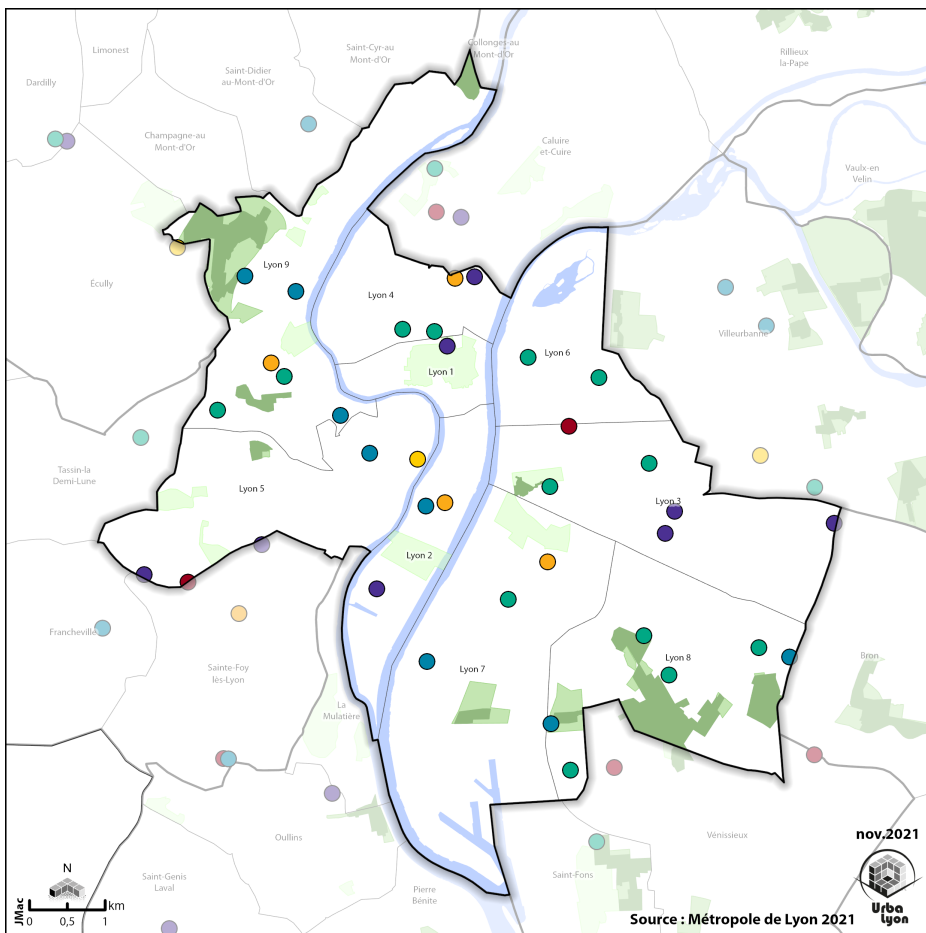 Limonest
Saint-Cyr-au
Mont-d'Or
Collonges-au
Mont-d'Or
Rillieux
la-Pape
Dardilly
Saint-Didier
au-Mont-d'Or
Champagne-au
Mont-d'Or
Caluire
et-Cuire
Vaulx-en
Velin
Lyon 9
Écully
Lyon 4
Villeurbanne
Lyon 6
Lyon 1
Tassin-la
Demi-Lune
Lyon 5
Lyon 3
Lyon 2
Francheville
Sainte-Foy
lès-Lyon
Lyon 7
Lyon 8
Bron
La
Mulatière
Oullins
Vénissieux
nov.2021
Saint-Genis
Laval
Pierre
Bénite
Saint-Fons
N
JMac
0
0,5
1
km
Source : Métropole de Lyon 2021
Urba
Lyon